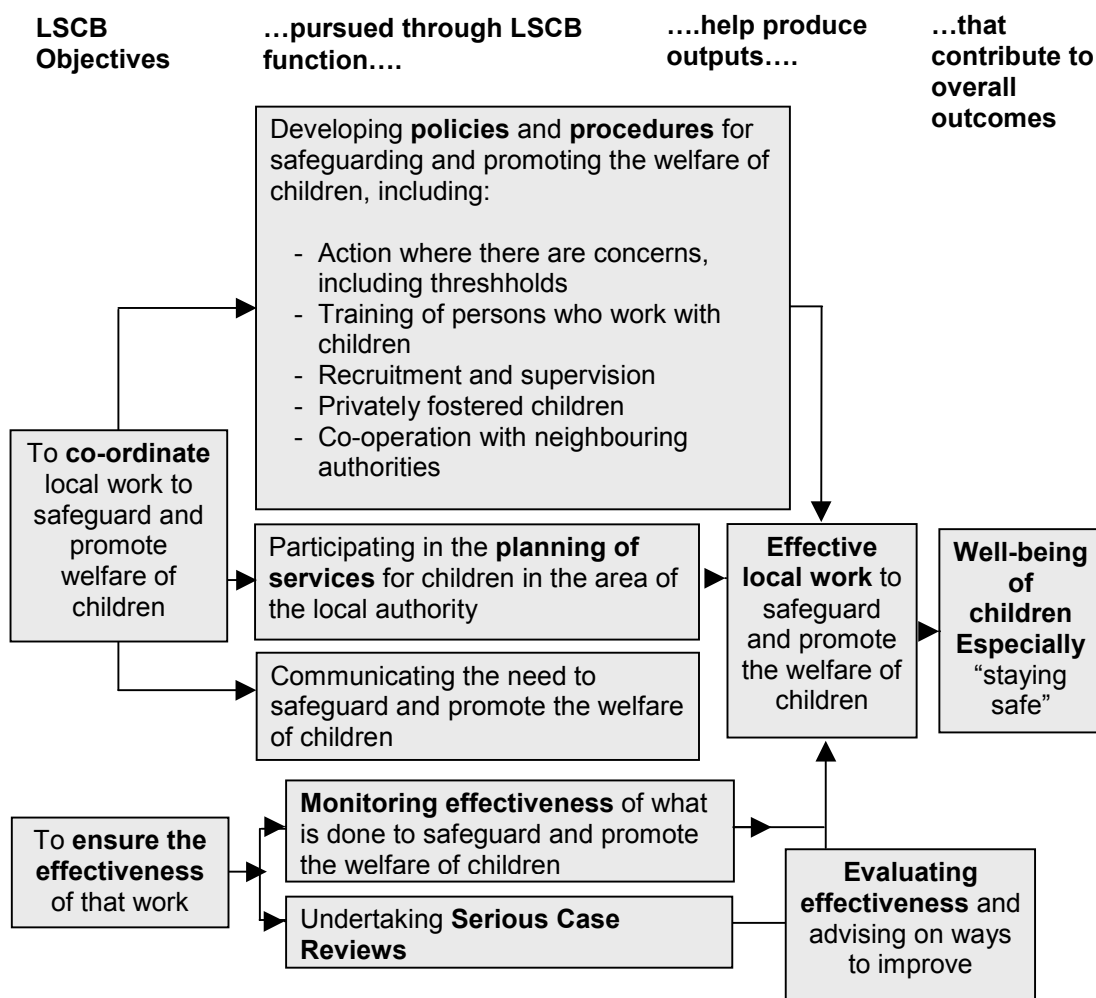 LSCB
Objectives
…pursued through LSCB
function….
….help produce
outputs….
…that
contribute to
overall
outcomes
Developing policies and procedures for
safeguarding and promoting the welfare of
children, including:
- Action where there are concerns,
including threshholds
- Training of persons who work with
children
- Recruitment and supervision
- Privately fostered children
- Co-operation with neighbouring
authorities
To co-ordinate
local work to
safeguard and
promote
welfare of
children
Participating in the planning of
services for children in the area of
the local authority
Communicating the need to
safeguard and promote the welfare
of children
Effective
local work to
safeguard
and promote
the welfare of
children
Well-being
of
children
Especially
“staying
safe”
To ensure the
effectiveness
of that work
Monitoring effectiveness of what
is done to safeguard and promote
the welfare of children
Undertaking Serious Case
Reviews
Evaluating
effectiveness and
advising on ways
to improve